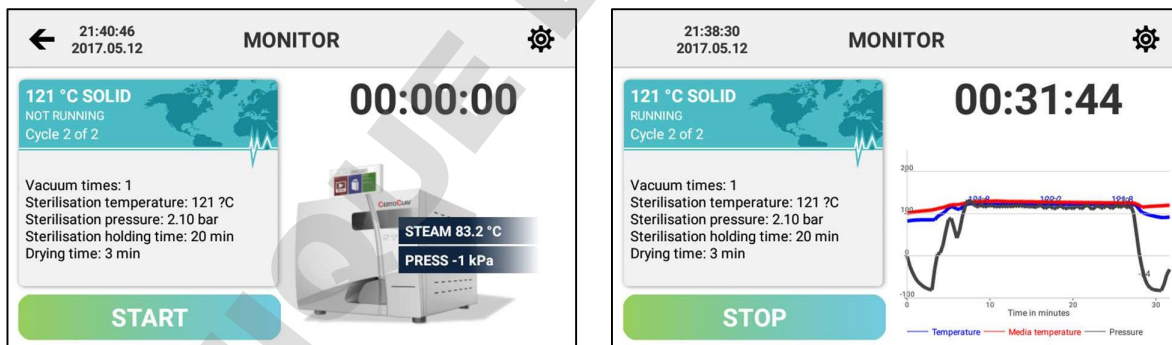 21:40:46
2017.05.12
MONITOR
121 °C SOLID
NOT RUNNING
Cycle 2 of 2
00:00:00
Vacuum times: 1
Sterilisation temperature: 121 ?C
Sterilisation pressure: 2.10 bar
Sterilisation holding time: 20 min
Drying time: 3 min
CERTOCLAV
STEAM 83.2 °C
PRESS -1 kPa
START
21:38:30
2017.05.12
MONITOR
121 °C SOLID
RUNNING
Cycle 2 of 2
00:31:44
Vacuum times: 1
Sterilisation temperature: 121 ?C
Sterilisation pressure: 2.10 bar
Sterilisation holding time: 20 min
Drying time: 3 min
STOP
200
100
0
-100
10
20
30
Time in minutes
Temperature
Media temperature
Pressure